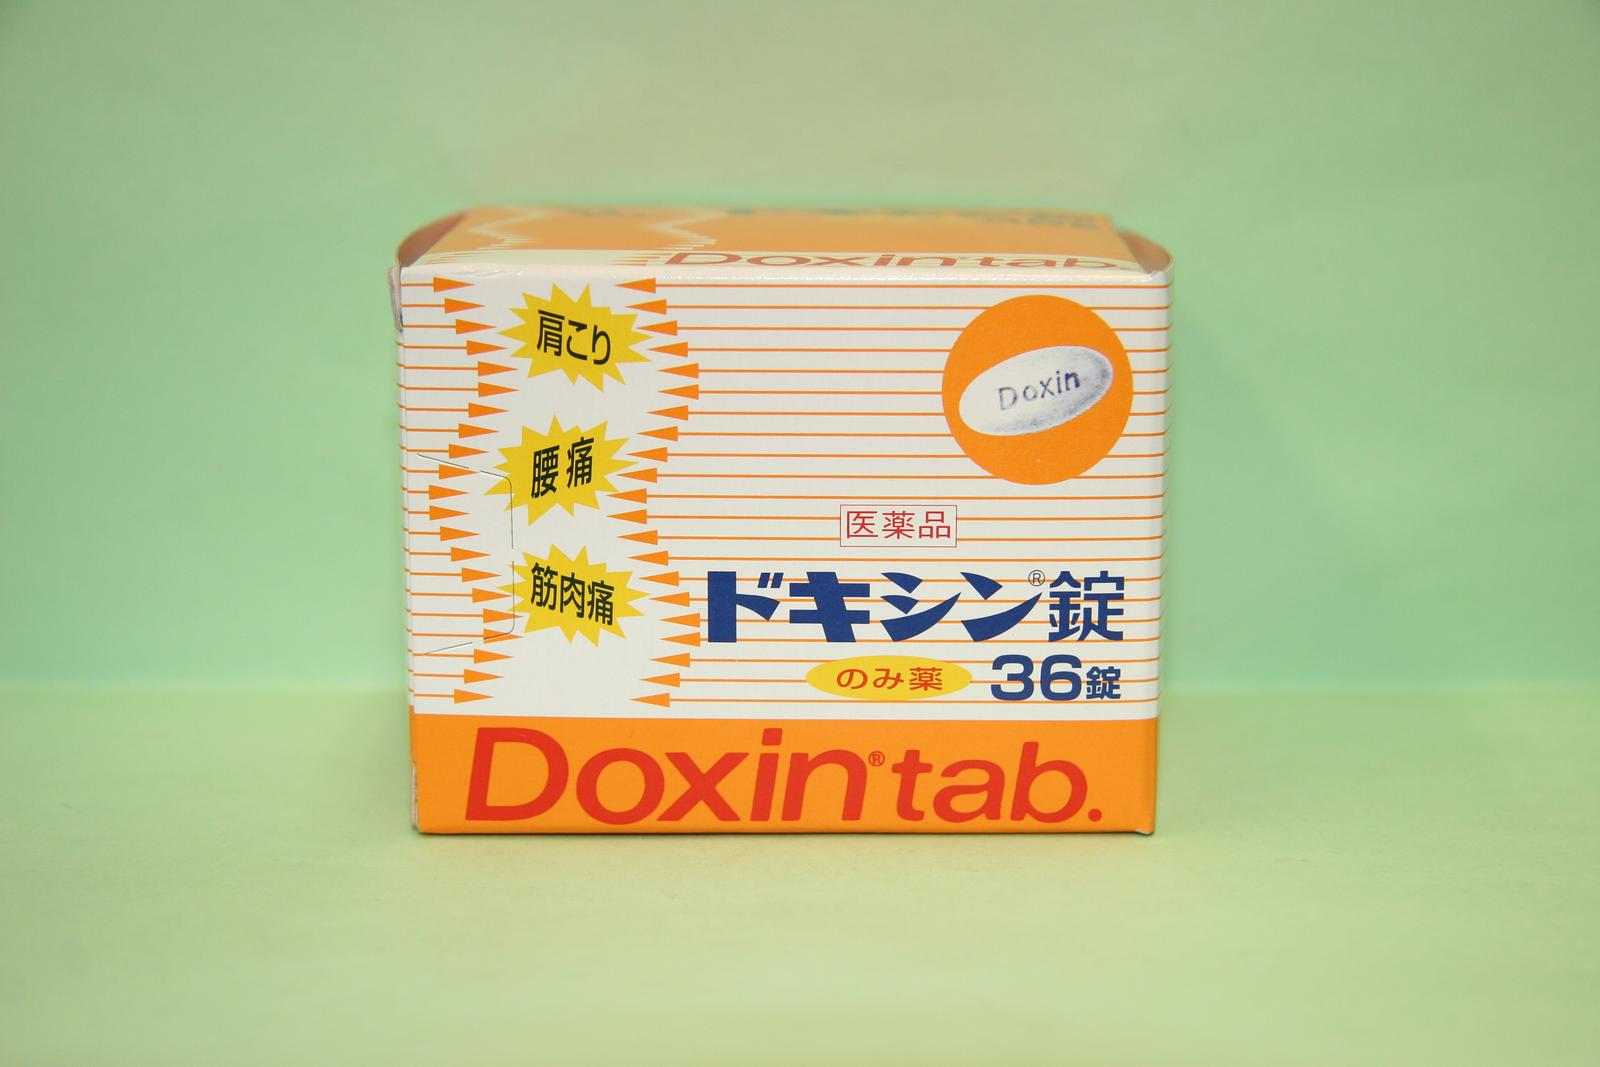 Doxin tab.
肩こり
Doxin
腰痛
医薬品
筋肉痛
ドキシン®錠
のみ薬 36錠
Doxin® tab.